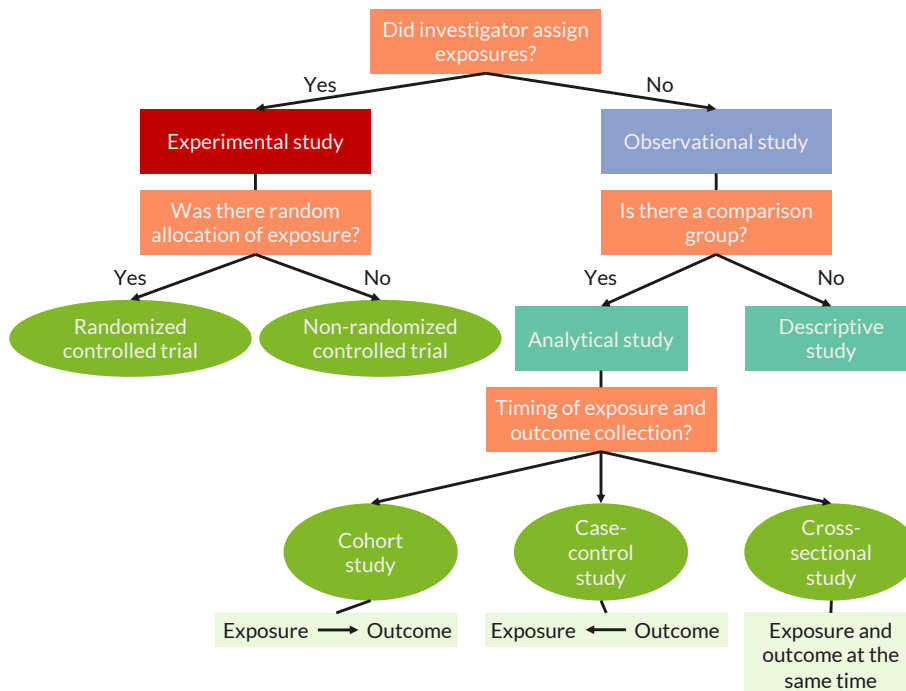 Did investigator assign
exposures?
Yes
No
Experimental study
Observational study
Was there random
allocation of exposure?
Is there a comparison
group?
Yes
No
Yes
No
Randomized
controlled trial
Non-randomized
controlled trial
Analytical study
Descriptive
study
Timing of exposure and
outcome collection?
Cohort
study
Case-
control
study
Cross-
sectional
study
Exposure
Outcome
Exposure
Outcome
Exposure and
outcome at the
same time